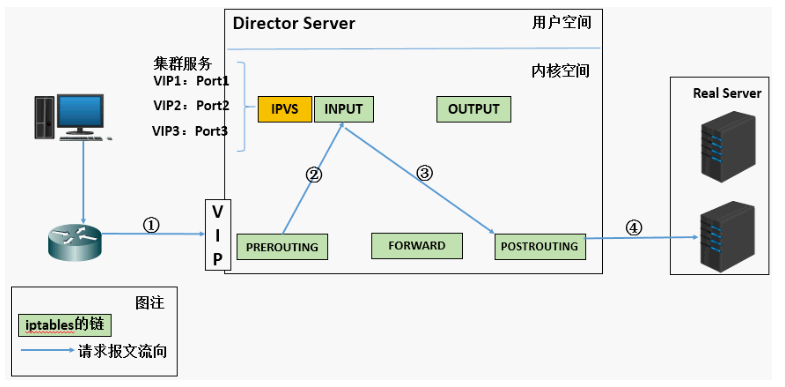 Director Server
用户空间
集群服务
VIP1：Port1
VIP2：Port2
VIP3：Port3
内核空间
IPVS
INPUT
OUTPUT
Real Server
②
③
①
VIP
④
PREROUTING
FORWARD
POSTROUTING
图注
iptables的链
请求报文流向